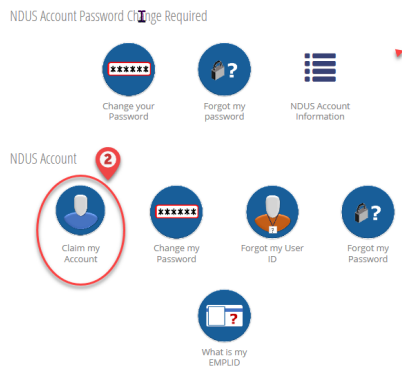 NDUS Account Password Change Required
******
?
Change your
Password
Forgot my
password
NDUS Account
Information
NDUS Account
2
******
?
?
Claim my
Account
Change my
Password
Forgot my User
ID
Forgot my
Password
?
What is my
EMPLID